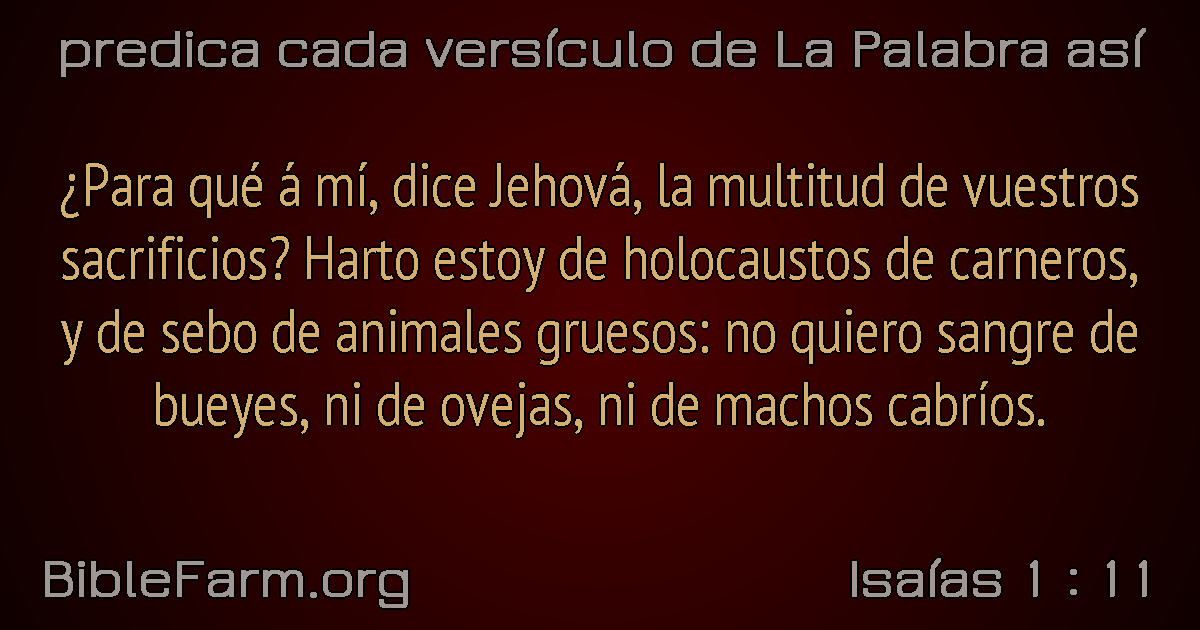 predica cada versículo de La Palabra así
¿Para qué á mí, dice Jehová, la multitud de vuestros
sacrificios? Harto estoy de holocaustos de carneros,
y de sebo de animales gruesos: no quiero sangre de
bueyes, ni de ovejas, ni de machos cabríos.
BibleFarm.org
Isaías 1 : 11